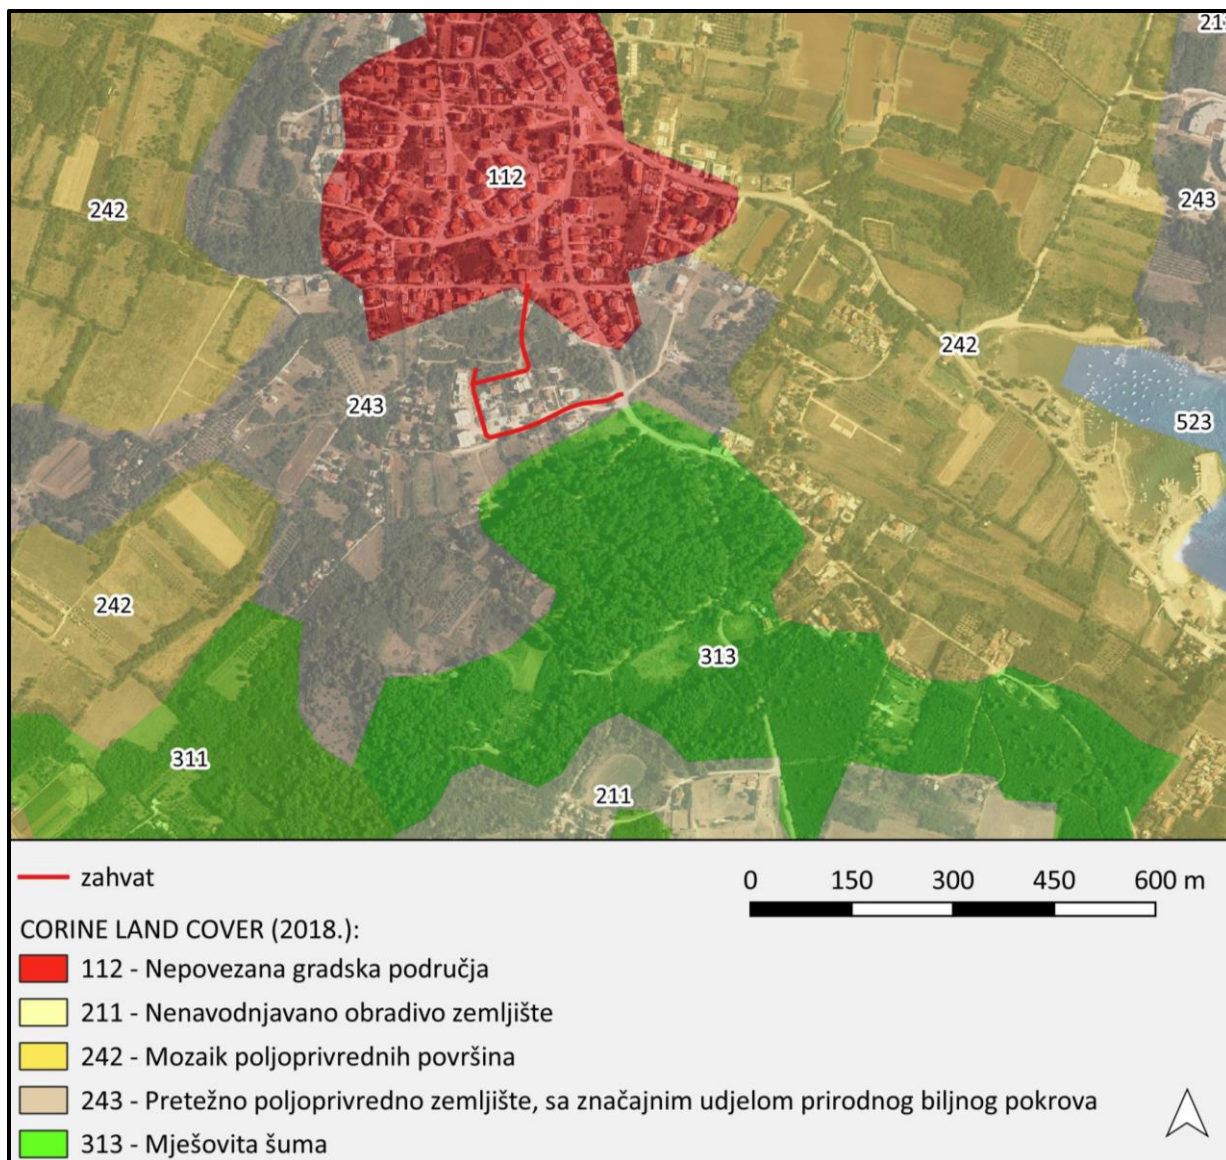 21
112
242
243
243
242
523
242
313
311
211
zahvat
0 150 300 450 600 m
CORINE LAND COVER (2018.):
112 - Nepovezana gradska područja
211 - Nenavodnjavano obradivo zemljište
242 - Mozaik poljoprivrednih površina
243 - Pretežno poljoprivredno zemljište, sa značajnim udjelom prirodnog biljnog pokrova
313 - Mješovita šuma